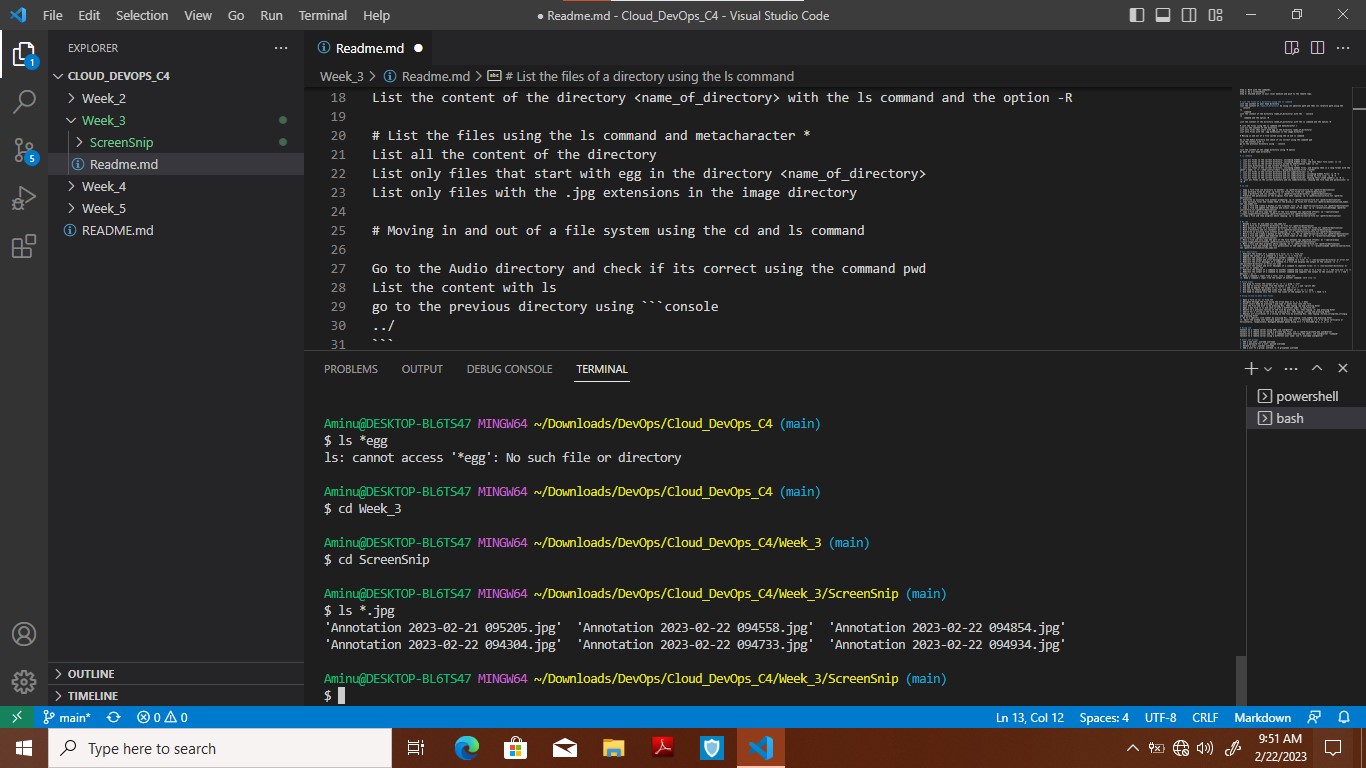 File Edit Selection View Go Run Terminal Help
● Readme.md - Cloud_DevOps_C4 - Visual Studio Code
EXPLORER
CLOUD_DEVOPS_C4
Week_2
Week_3
ScreenSnip
Readme.md
Week_4
Week_5
README.md
OUTLINE
TIMELINE
1
5
Readme.md
Week_3 > Readme.md > # List the files of a directory using the ls command
18 List the content of the directory <name_of_directory> with the ls command and the option -R
19
20 # List the files using the ls command and metacharacter *
21 List all the content of the directory
22 List only files that start with egg in the directory <name_of_directory>
23 List only files with the .jpg extensions in the image directory
24
25 # Moving in and out of a file system using the cd and ls command
26
27 Go to the Audio directory and check if its correct using the command pwd
28 List the content with ls
29 go to the previous directory using ```console
30 ../
31 ```
PROBLEMS OUTPUT DEBUG CONSOLE TERMINAL
powershell
bash
Aminu@DESKTOP-BL6TS47 MINGW64 ~/Downloads/DevOps/Cloud_DevOps_C4 (main)
$ ls *egg
ls: cannot access '*egg': No such file or directory
Aminu@DESKTOP-BL6TS47 MINGW64 ~/Downloads/DevOps/Cloud_DevOps_C4 (main)
$ cd Week_3
Aminu@DESKTOP-BL6TS47 MINGW64 ~/Downloads/DevOps/Cloud_DevOps_C4/Week_3 (main)
$ cd ScreenSnip
Aminu@DESKTOP-BL6TS47 MINGW64 ~/Downloads/DevOps/Cloud_DevOps_C4/Week_3/ScreenSnip (main)
$ ls *.jpg
'Annotation 2023-02-21 095205.jpg' 'Annotation 2023-02-22 094558.jpg' 'Annotation 2023-02-22 094854.jpg'
'Annotation 2023-02-22 094304.jpg' 'Annotation 2023-02-22 094733.jpg' 'Annotation 2023-02-22 094934.jpg'
Aminu@DESKTOP-BL6TS47 MINGW64 ~/Downloads/DevOps/Cloud_DevOps_C4/Week_3/ScreenSnip (main)
$
main* 0 0 Ln 13, Col 12 Spaces: 4 UTF-8 CRLF Markdown
Type here to search
9:51 AM
2/22/2023